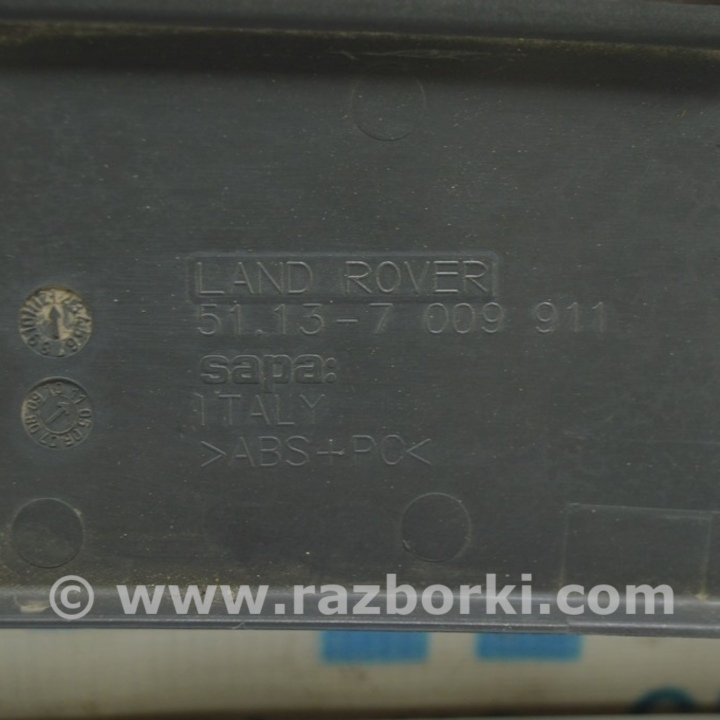 LAND ROVER
51.13-7 009 911
sapa:
ITALY
>ABS+PC<
© www.razborki.com